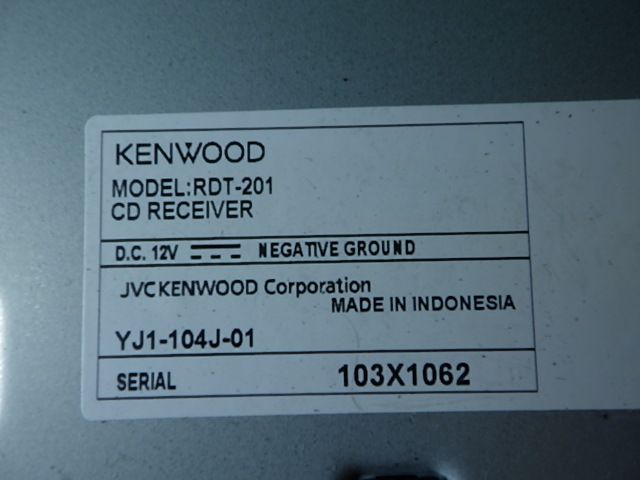 KENWOOD
MODEL:RDT-201
CD RECEIVER
D.C. 12V NEGATIVE GROUND
JVCKENWOOD Corporation
MADE IN INDONESIA
YJ1-104J-01
SERIAL 103X1062